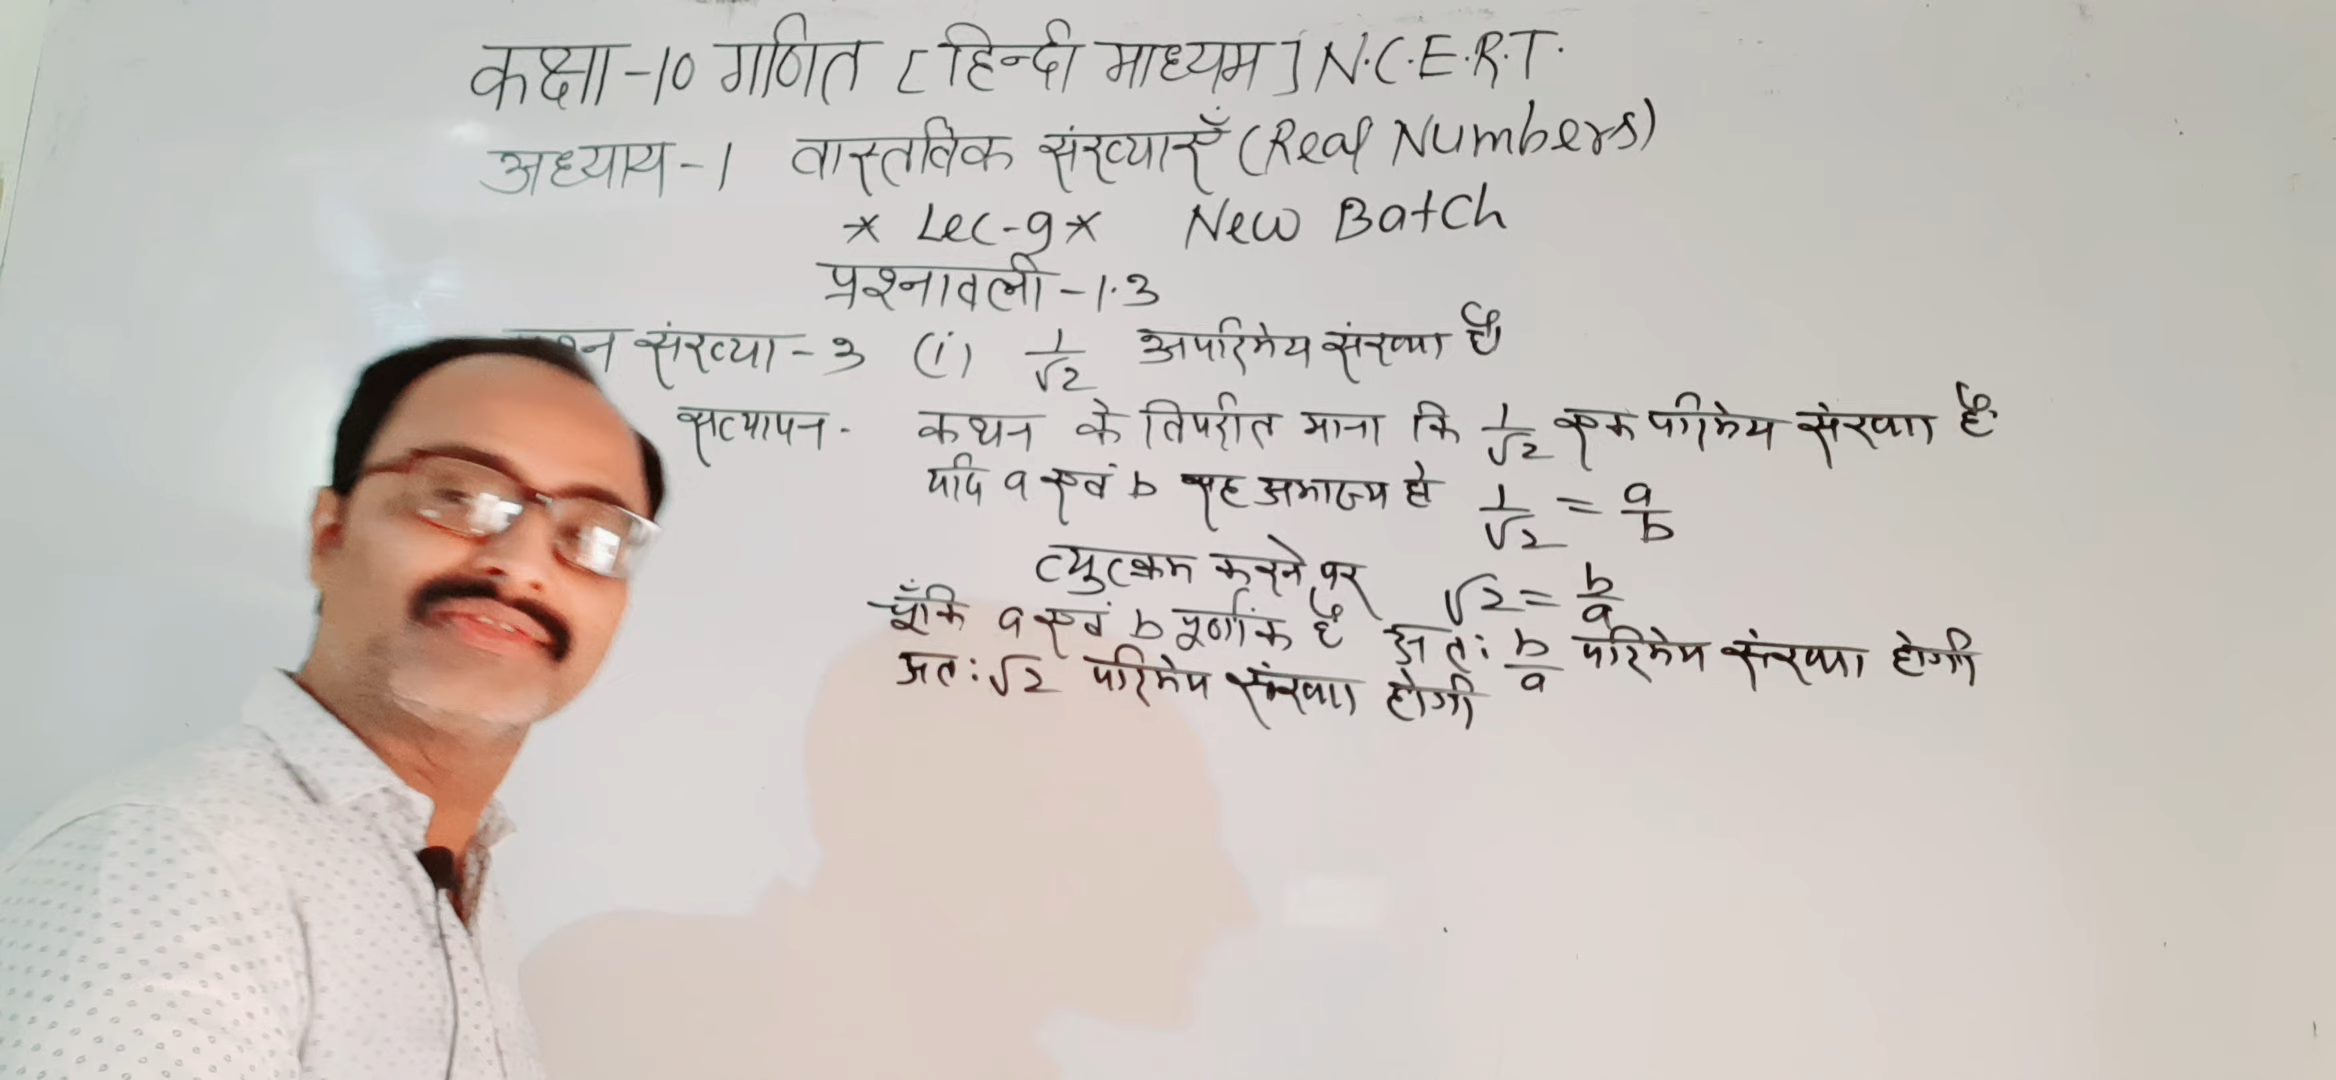 कक्षा-10 गणित [हिन्दी माध्यम] N.C.E.R.T.
अध्याय-1 वास्तविक संख्याएँ (Real Numbers)
* Lec-9 * New Batch
प्रश्नावली-1.3
संख्या-3 (i) 1/√2 अपरिमेय संख्या है
सत्यापन- कथन के विपरीत माना कि 1/√2 एक परिमेय संख्या है
यदि a एवं b सह अभाज्य हो 1/√2 = a/b
व्युत्क्रम करने पर √2 = b/a
चूँकि a एवं b पूर्णांक है अतः b/a परिमेय संख्या होगी
अतः √2 परिमेय संख्या होगी